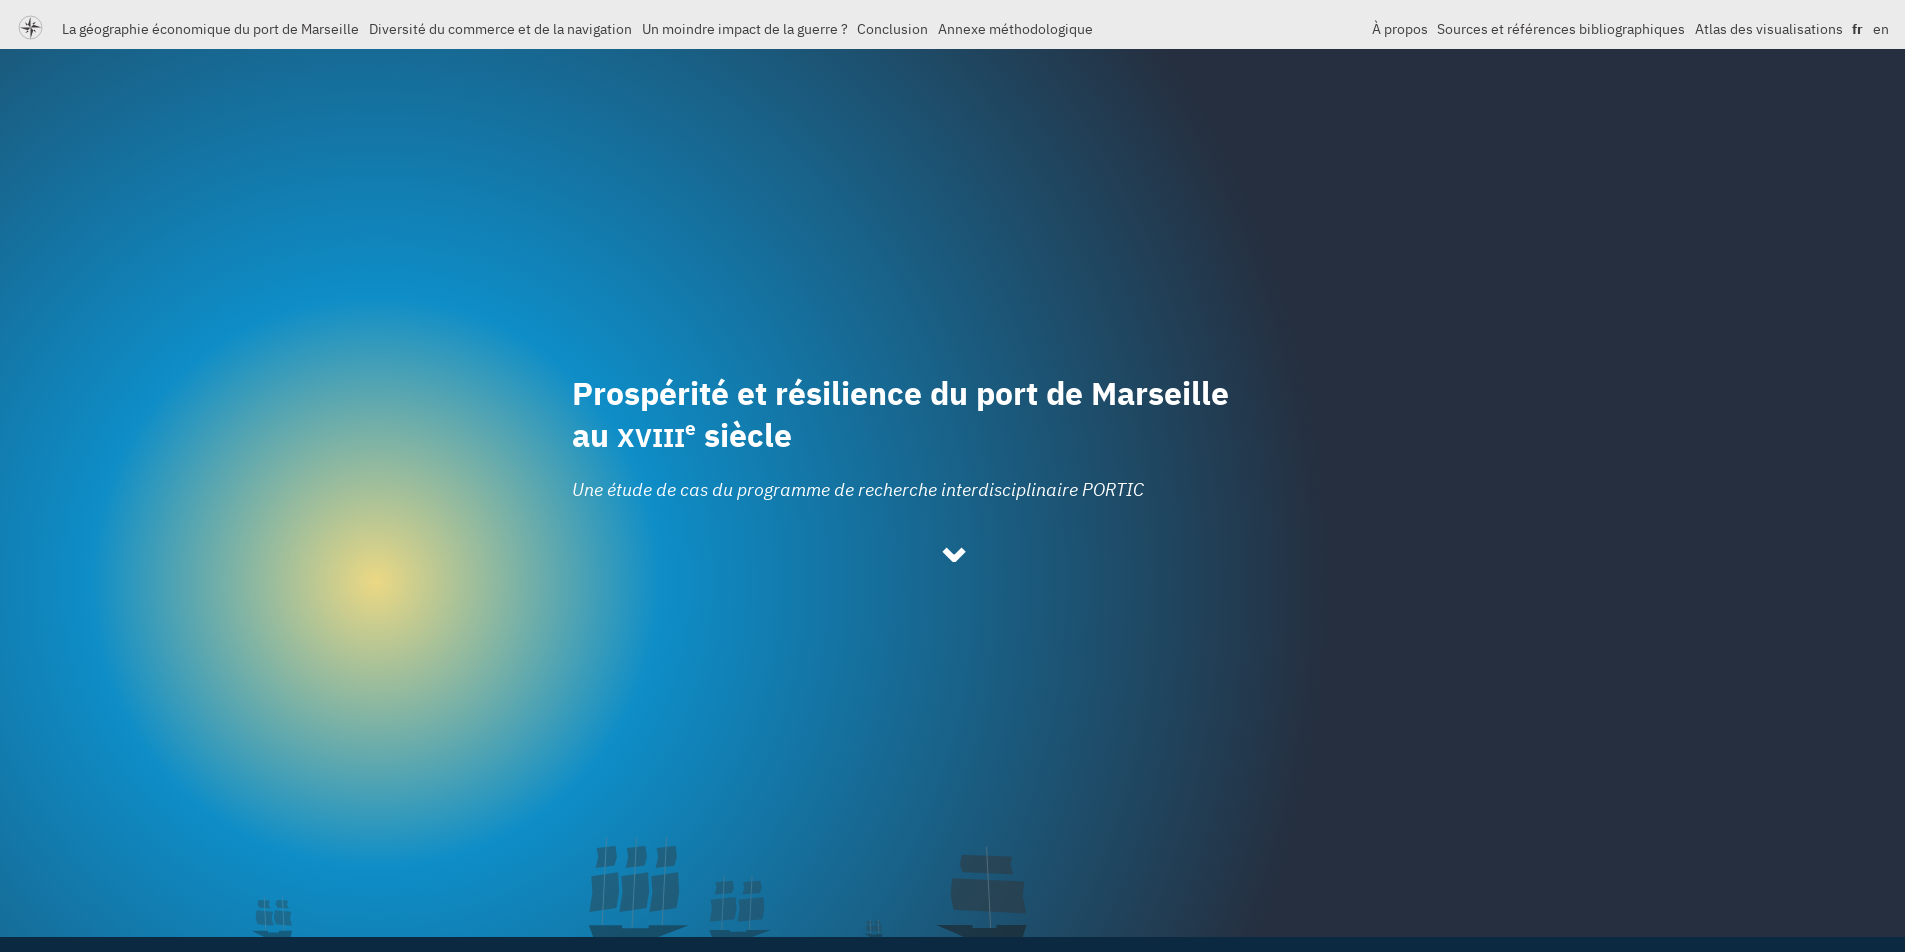 La géographie économique du port de Marseille Diversité du commerce et de la navigation Un moindre impact de la guerre ? Conclusion Annexe méthodologique À propos Sources et références bibliographiques Atlas des visualisations fr en
Prospérité et résilience du port de Marseille
au XVIIIe siècle
Une étude de cas du programme de recherche interdisciplinaire PORTIC